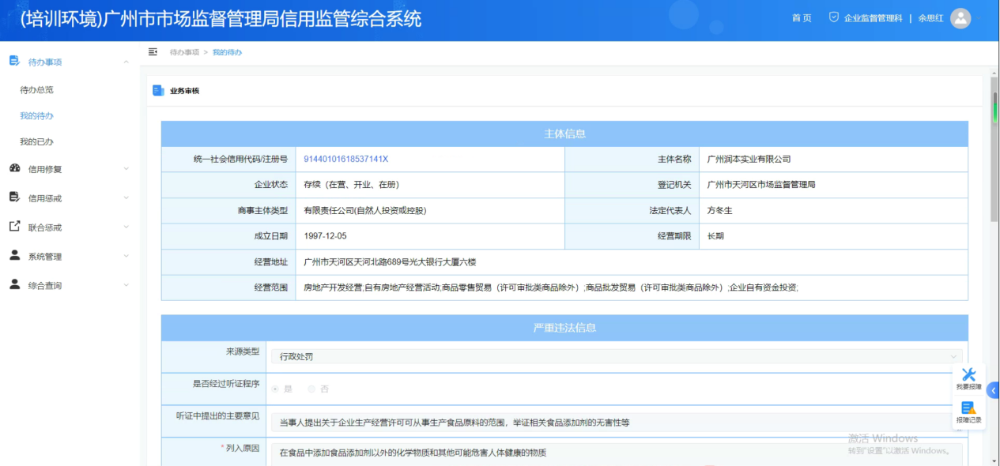 (培训环境)广州市市场监督管理局信用监管综合系统
首页 企业监督管理科 | 余思红
待办事项
待办总览
我的待办
我的已办
信用修复
信用惩戒
联合惩戒
系统管理
综合查询
待办事项 > 我的待办
业务审核
主体信息
统一社会信用代码/注册号 91440101618537141X 主体名称 广州润本实业有限公司
企业状态 存续（在营、开业、在册） 登记机关 广州市天河区市场监督管理局
商事主体类型 有限责任公司(自然人投资或控股) 法定代表人 方冬生
成立日期 1997-12-05 经营期限 长期
经营地址 广州市天河区天河北路689号光大银行大厦六楼
经营范围 房地产开发经营;自有房地产经营活动;商品零售贸易（许可审批类商品除外）;商品批发贸易（许可审批类商品除外）;企业自有资金投资;
严重违法信息
来源类型 行政处罚
是否经过听证程序 是 否
听证中提出的主要意见 当事人提出关于企业生产经营许可可从事生产食品原料的范围，举证相关食品添加剂的无害性等
* 列入原因 在食品中添加食品添加剂以外的化学物质和其他可能危害人体健康的物质
我要报障
报障记录
激活 Windows
转到"设置"以激活 Windows。